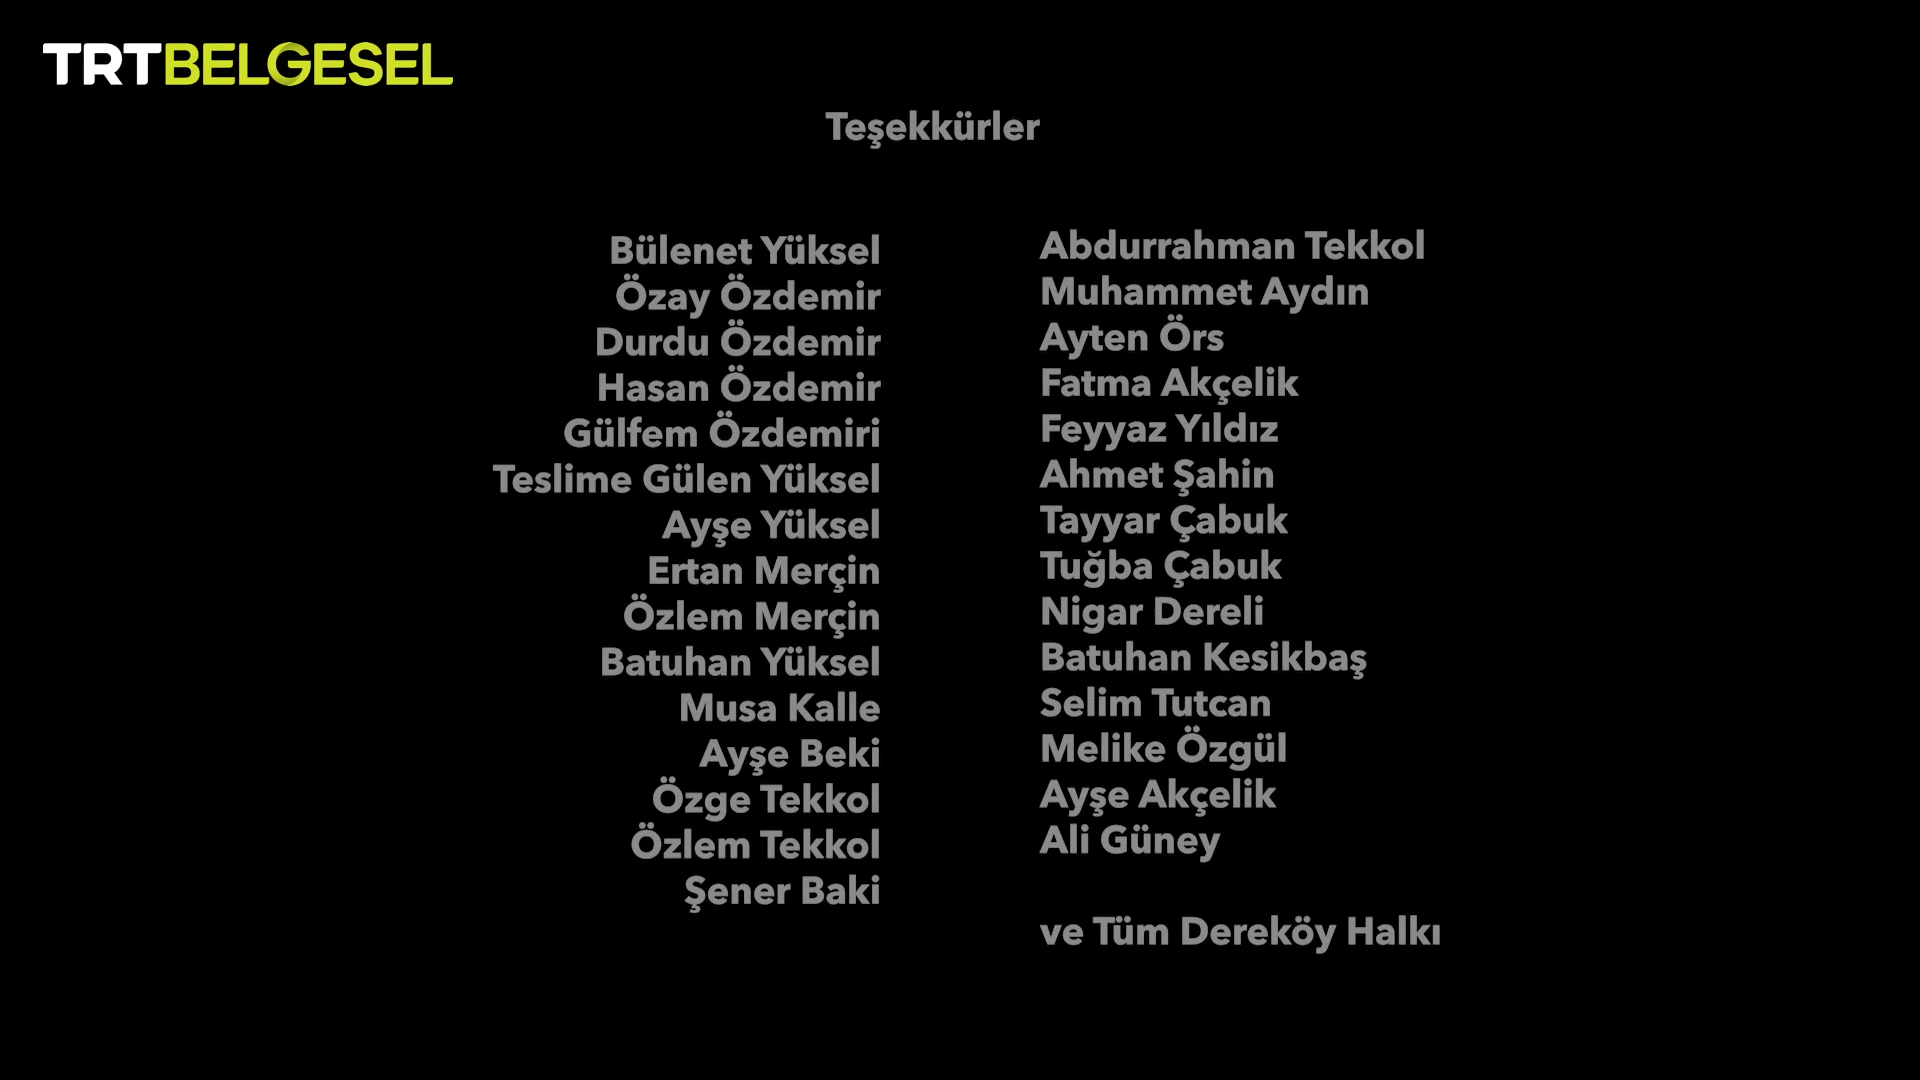 TRTBELGESEL
Teşekkürler
Bülenet Yüksel
Özay Özdemir
Durdu Özdemir
Hasan Özdemir
Gülfem Özdemiri
Teslime Gülen Yüksel
Ayşe Yüksel
Ertan Merçin
Özlem Merçin
Batuhan Yüksel
Musa Kalle
Ayşe Beki
Özge Tekkol
Özlem Tekkol
Şener Baki
Abdurrahman Tekkol
Muhammet Aydın
Ayten Örs
Fatma Akçelik
Feyyaz Yıldız
Ahmet Şahin
Tayyar Çabuk
Tuğba Çabuk
Nigar Dereli
Batuhan Kesikbaş
Selim Tutcan
Melike Özgül
Ayşe Akçelik
Ali Güney
ve Tüm Dereköy Halkı